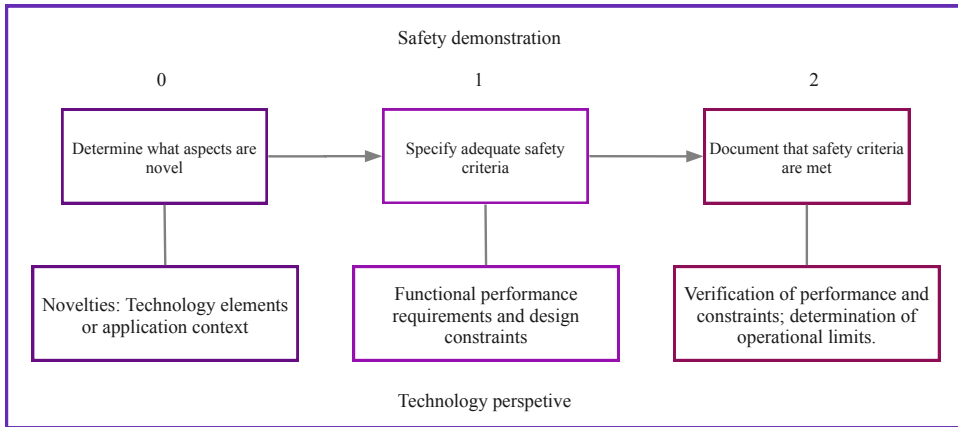 Safety demonstration
0
1
2
Determine what aspects are
novel
Specify adequate safety
criteria
Document that safety criteria
are met
Novelties: Technology elements
or application context
Functional performance
requirements and design
constraints
Verification of performance and
constraints; determination of
operational limits.
Technology perspetive